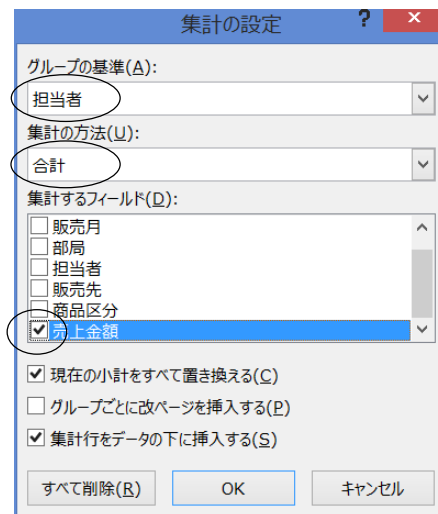 集計の設定
?
×
グループの基準(A):
担当者
集計の方法(U):
合計
集計するフィールド(D):
販売月
部局
担当者
販売先
商品区分
売上金額
現在の小計をすべて置き換える(C)
グループごとに改ページを挿入する(P)
集計行をデータの下に挿入する(S)
すべて削除(R) OK キャンセル